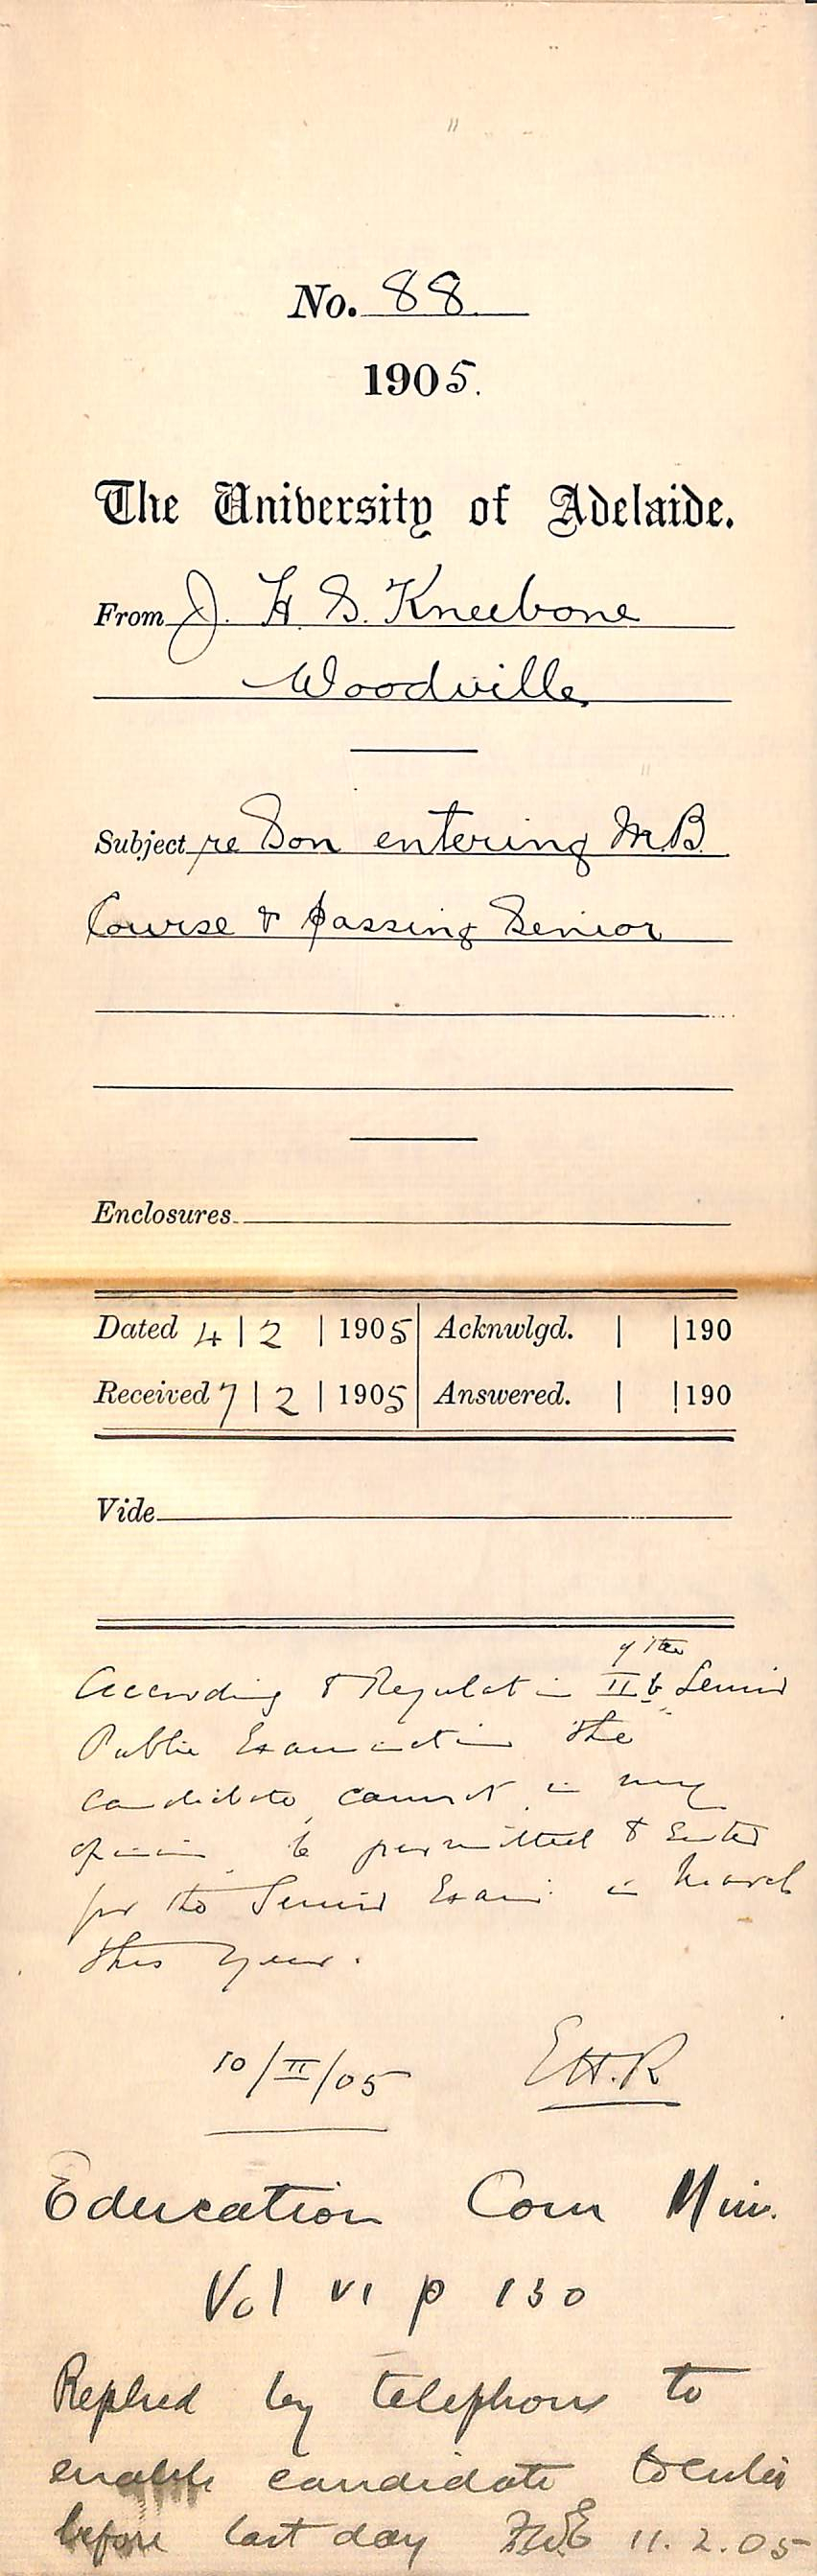 No. 88.
1905.
The University of Adelaide.
From J. H. S. Kneebone
Woodville
Subject re Son entering M.B.
Course & passing Senior
Enclosures
Dated 4 | 2 | 1905 | Acknwlgd. | | 190
Received 7 | 2 | 1905 | Answered. | | 190
Vide
of the
According to Regulation II b Senior
Public Examination the
candidate cannot in my
opinion be permitted to enter
for the Senior Exam. in March
this year.
10/II/05 EH.R
Education Com Min.
Vol VI p 130
Replied by telephone to
enable candidate to enter
before last day F.W.E 11.2.05